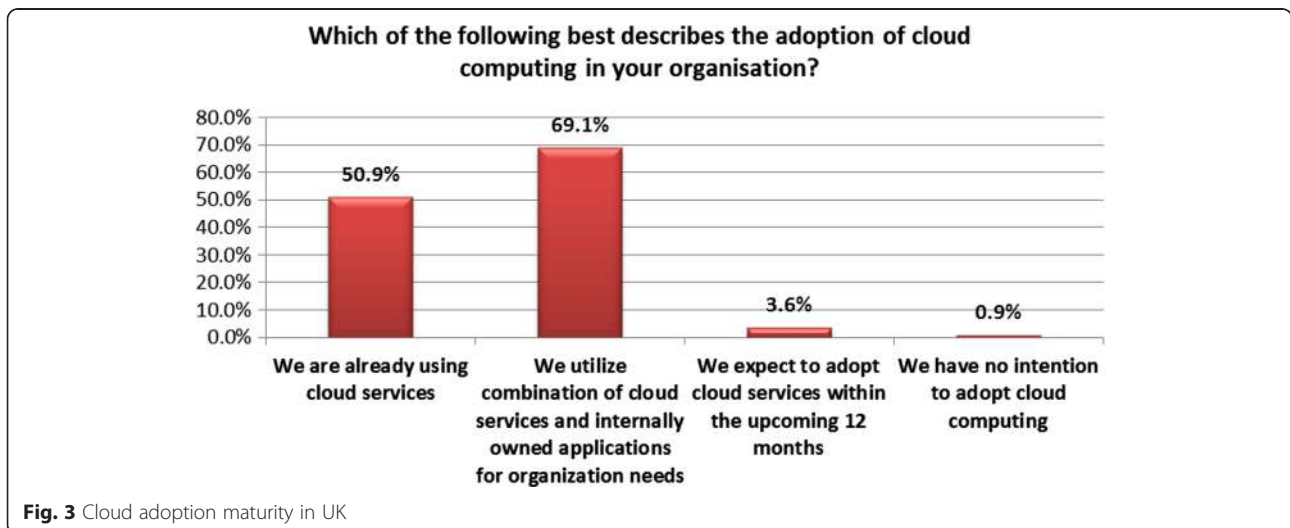 Which of the following best describes the adoption of cloud
computing in your organisation?
80.0%
70.0%
60.0%
50.0%
40.0%
30.0%
20.0%
10.0%
0.0%
50.9%
69.1%
3.6%
0.9%
We are already using
cloud services
We utilize
combination of cloud
services and internally
owned applications
for organization needs
We expect to adopt
cloud services within
the upcoming 12
months
We have no intention
to adopt cloud
computing
Fig. 3 Cloud adoption maturity in UK